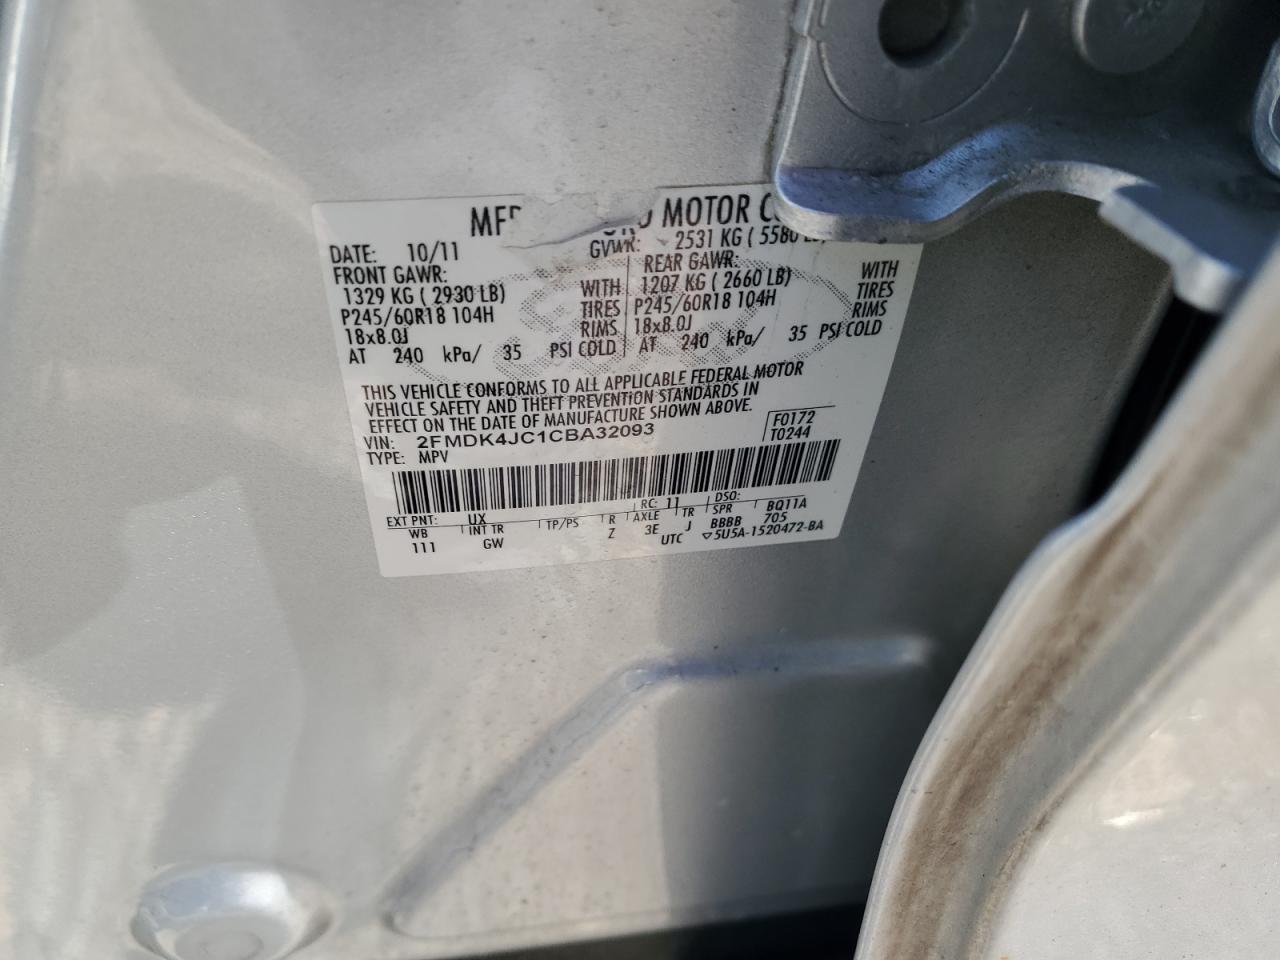 MOTOR
DATE: 10/11 GVWR: 2531 KG ( 5580
FRONT GAWR: REAR GAWR: WITH
1329 KG ( 2930 LB) WITH 1207 KG ( 2660 LB) TIRES
P245/60R18 104H TIRES P245/60R18 104H RIMS
18x8.0J RIMS 18x8.0J
AT 240 kPa/ 35 PSI COLD AT 240 kPa/ 35 PSI COLD
THIS VEHICLE CONFORMS TO ALL APPLICABLE FEDERAL MOTOR
VEHICLE SAFETY AND THEFT PREVENTION STANDARDS IN
EFFECT ON THE DATE OF MANUFACTURE SHOWN ABOVE.
VIN: 2FMDK4JC1CBA32093 F0172
TYPE: MPV T0244
EXT PNT: UX RC: 11 DSO:
WB INT TR TP/PS R AXLE TR SPR BQ11A
111 GW Z 3E J BBBB 705
UTC ▽5U5A-1520472-BA